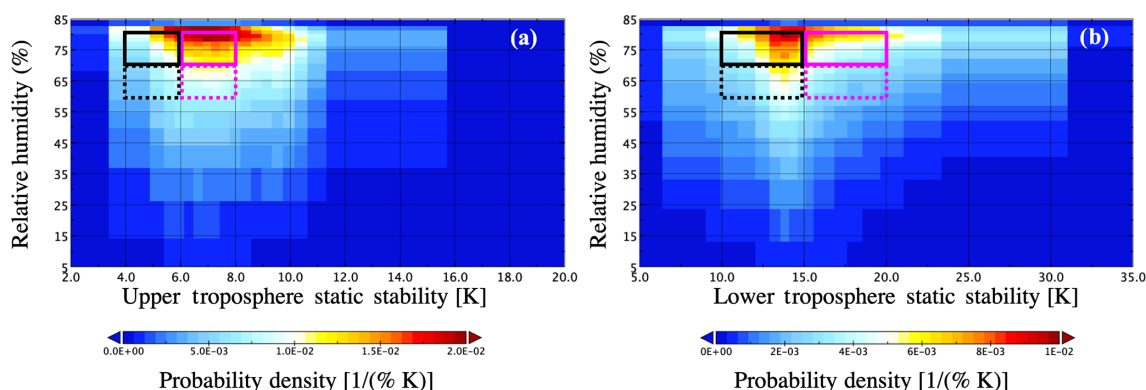 (a)
Relative humidity (%)
85
75
65
55
45
35
25
15
5
2.0 4.0 6.0 8.0 10.0 12.0 14.0 16.0 18.0 20.0
Upper troposphere static stability [K]
0.0E+00 5.0E-03 1.0E-02 1.5E-02 2.0E-02
Probability density [1/(% K)]
(b)
Relative humidity (%)
85
75
65
55
45
35
25
15
5
5.0 10.0 15.0 20.0 25.0 30.0 35.0
Lower troposphere static stability [K]
0E+00 2E-03 4E-03 6E-03 8E-03 1E-02
Probability density [1/(% K)]